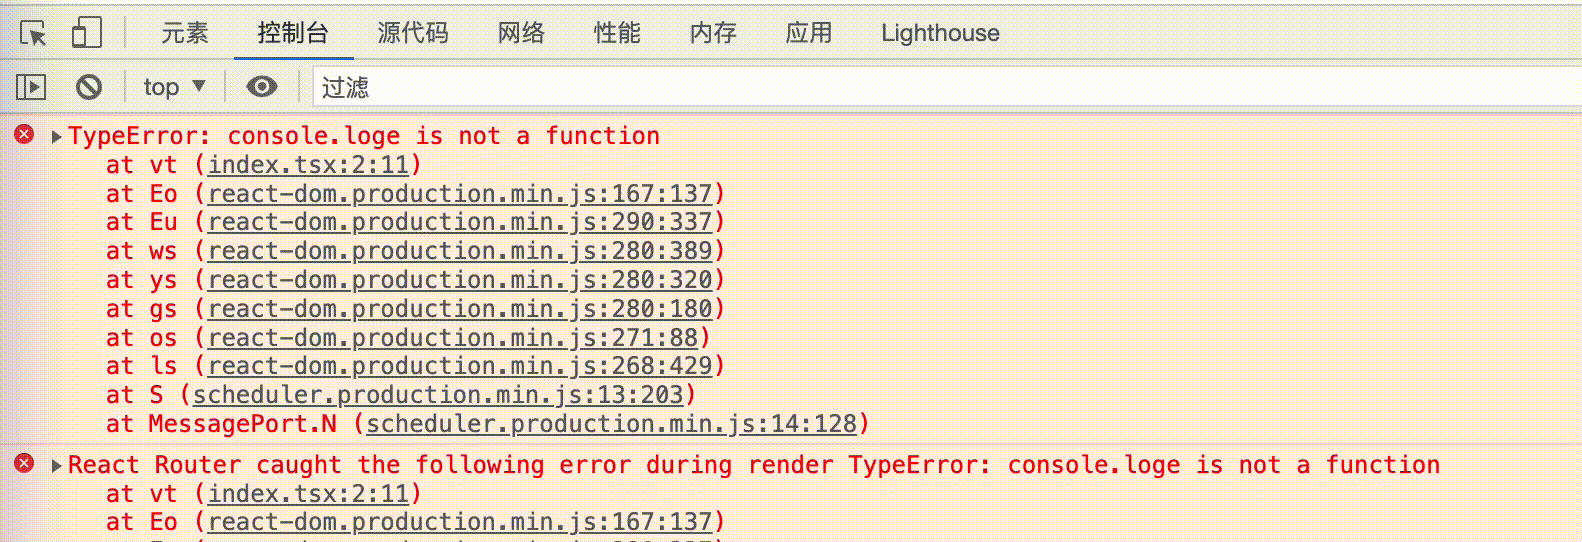 元素 控制台 源代码 网络 性能 内存 应用 Lighthouse
top 过滤
TypeError: console.loge is not a function
at vt (index.tsx:2:11)
at Eo (react-dom.production.min.js:167:137)
at Eu (react-dom.production.min.js:290:337)
at ws (react-dom.production.min.js:280:389)
at ys (react-dom.production.min.js:280:320)
at gs (react-dom.production.min.js:280:180)
at os (react-dom.production.min.js:271:88)
at ls (react-dom.production.min.js:268:429)
at S (scheduler.production.min.js:13:203)
at MessagePort.N (scheduler.production.min.js:14:128)
React Router caught the following error during render TypeError: console.loge is not a function
at vt (index.tsx:2:11)
at Eo (react-dom.production.min.js:167:137)